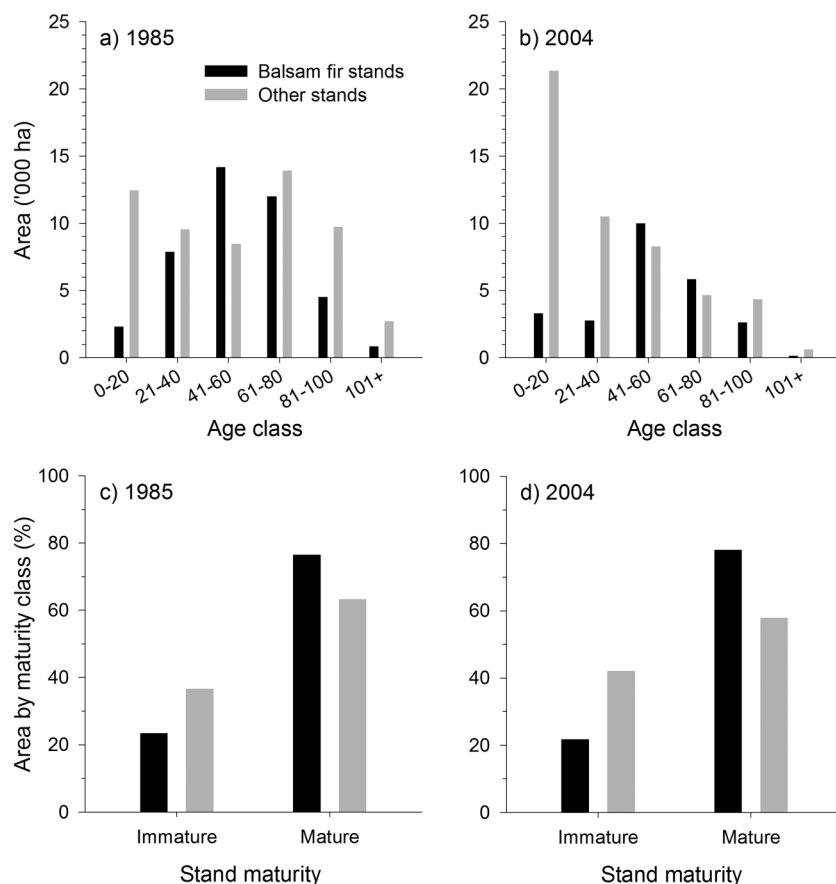 a) 1985
Balsam fir stands
Other stands
Area ('000 ha)
25
20
15
10
5
0
0-20
21-40
41-60
61-80
81-100
101+
Age class
b) 2004
25
20
15
10
5
0
0-20
21-40
41-60
61-80
81-100
101+
Age class
c) 1985
Area by maturity class (%)
100
80
60
40
20
0
Immature
Mature
Stand maturity
d) 2004
100
80
60
40
20
0
Immature
Mature
Stand maturity